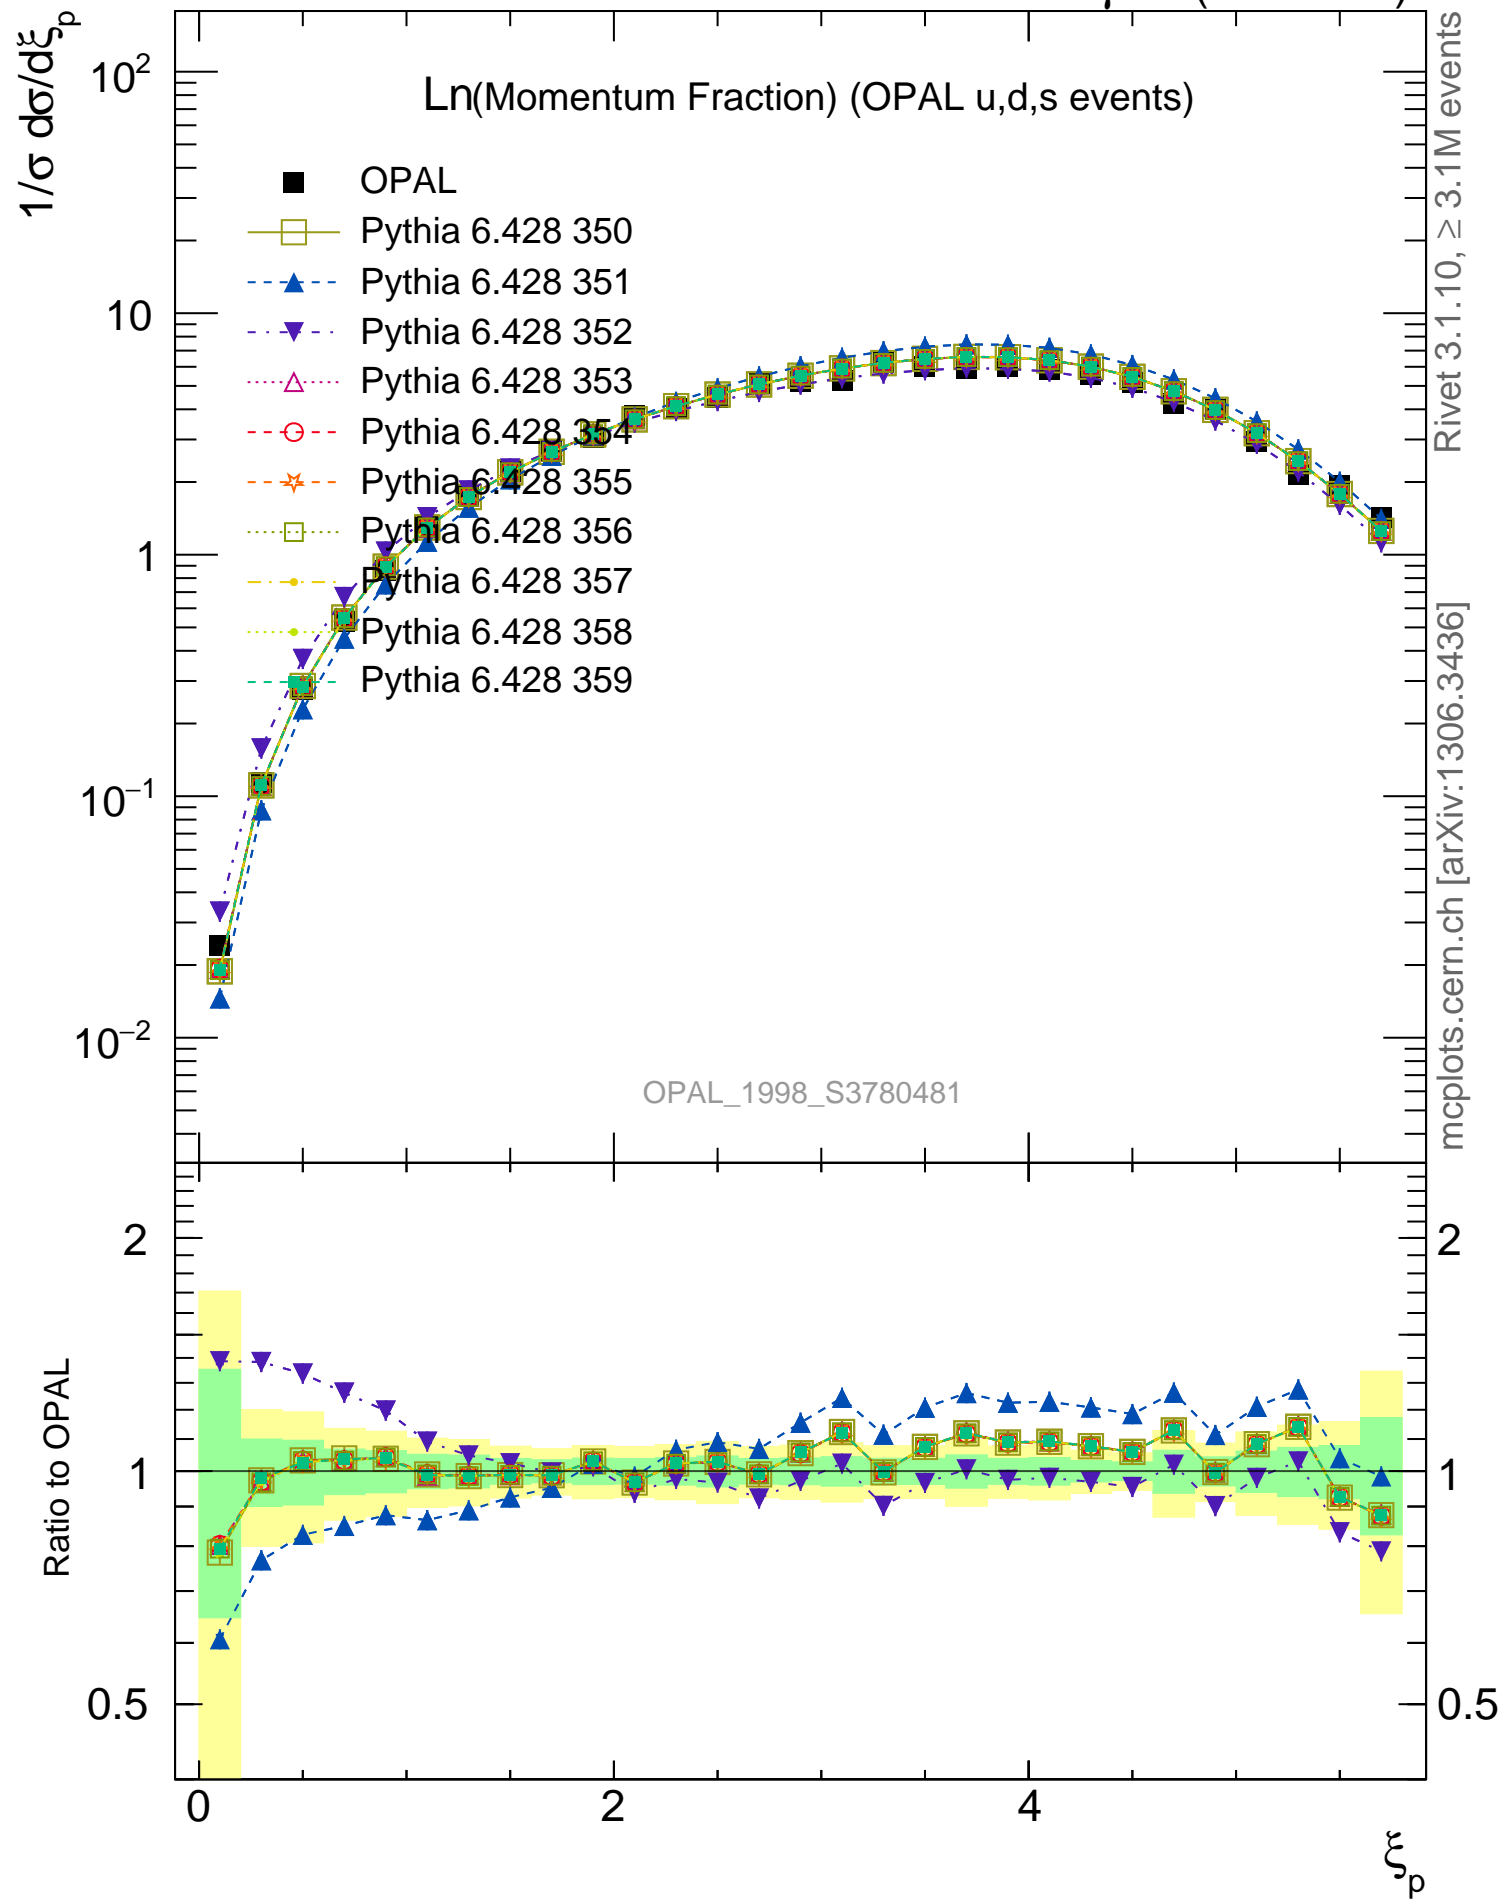 1/σ dσ/dξp
Ln(Momentum Fraction) (OPAL u,d,s events)
OPAL
Pythia 6.428 350
Pythia 6.428 351
Pythia 6.428 352
Pythia 6.428 353
Pythia 6.428 354
Pythia 6.428 355
Pythia 6.428 356
Pythia 6.428 357
Pythia 6.428 358
Pythia 6.428 359
10²
10
1
10⁻¹
10⁻²
OPAL_1998_S3780481
Rivet 3.1.10, ≥ 3.1M events
mcplots.cern.ch [arXiv:1306.3436]
Ratio to OPAL
2
1
0.5
2
1
0.5
0
2
4
ξp